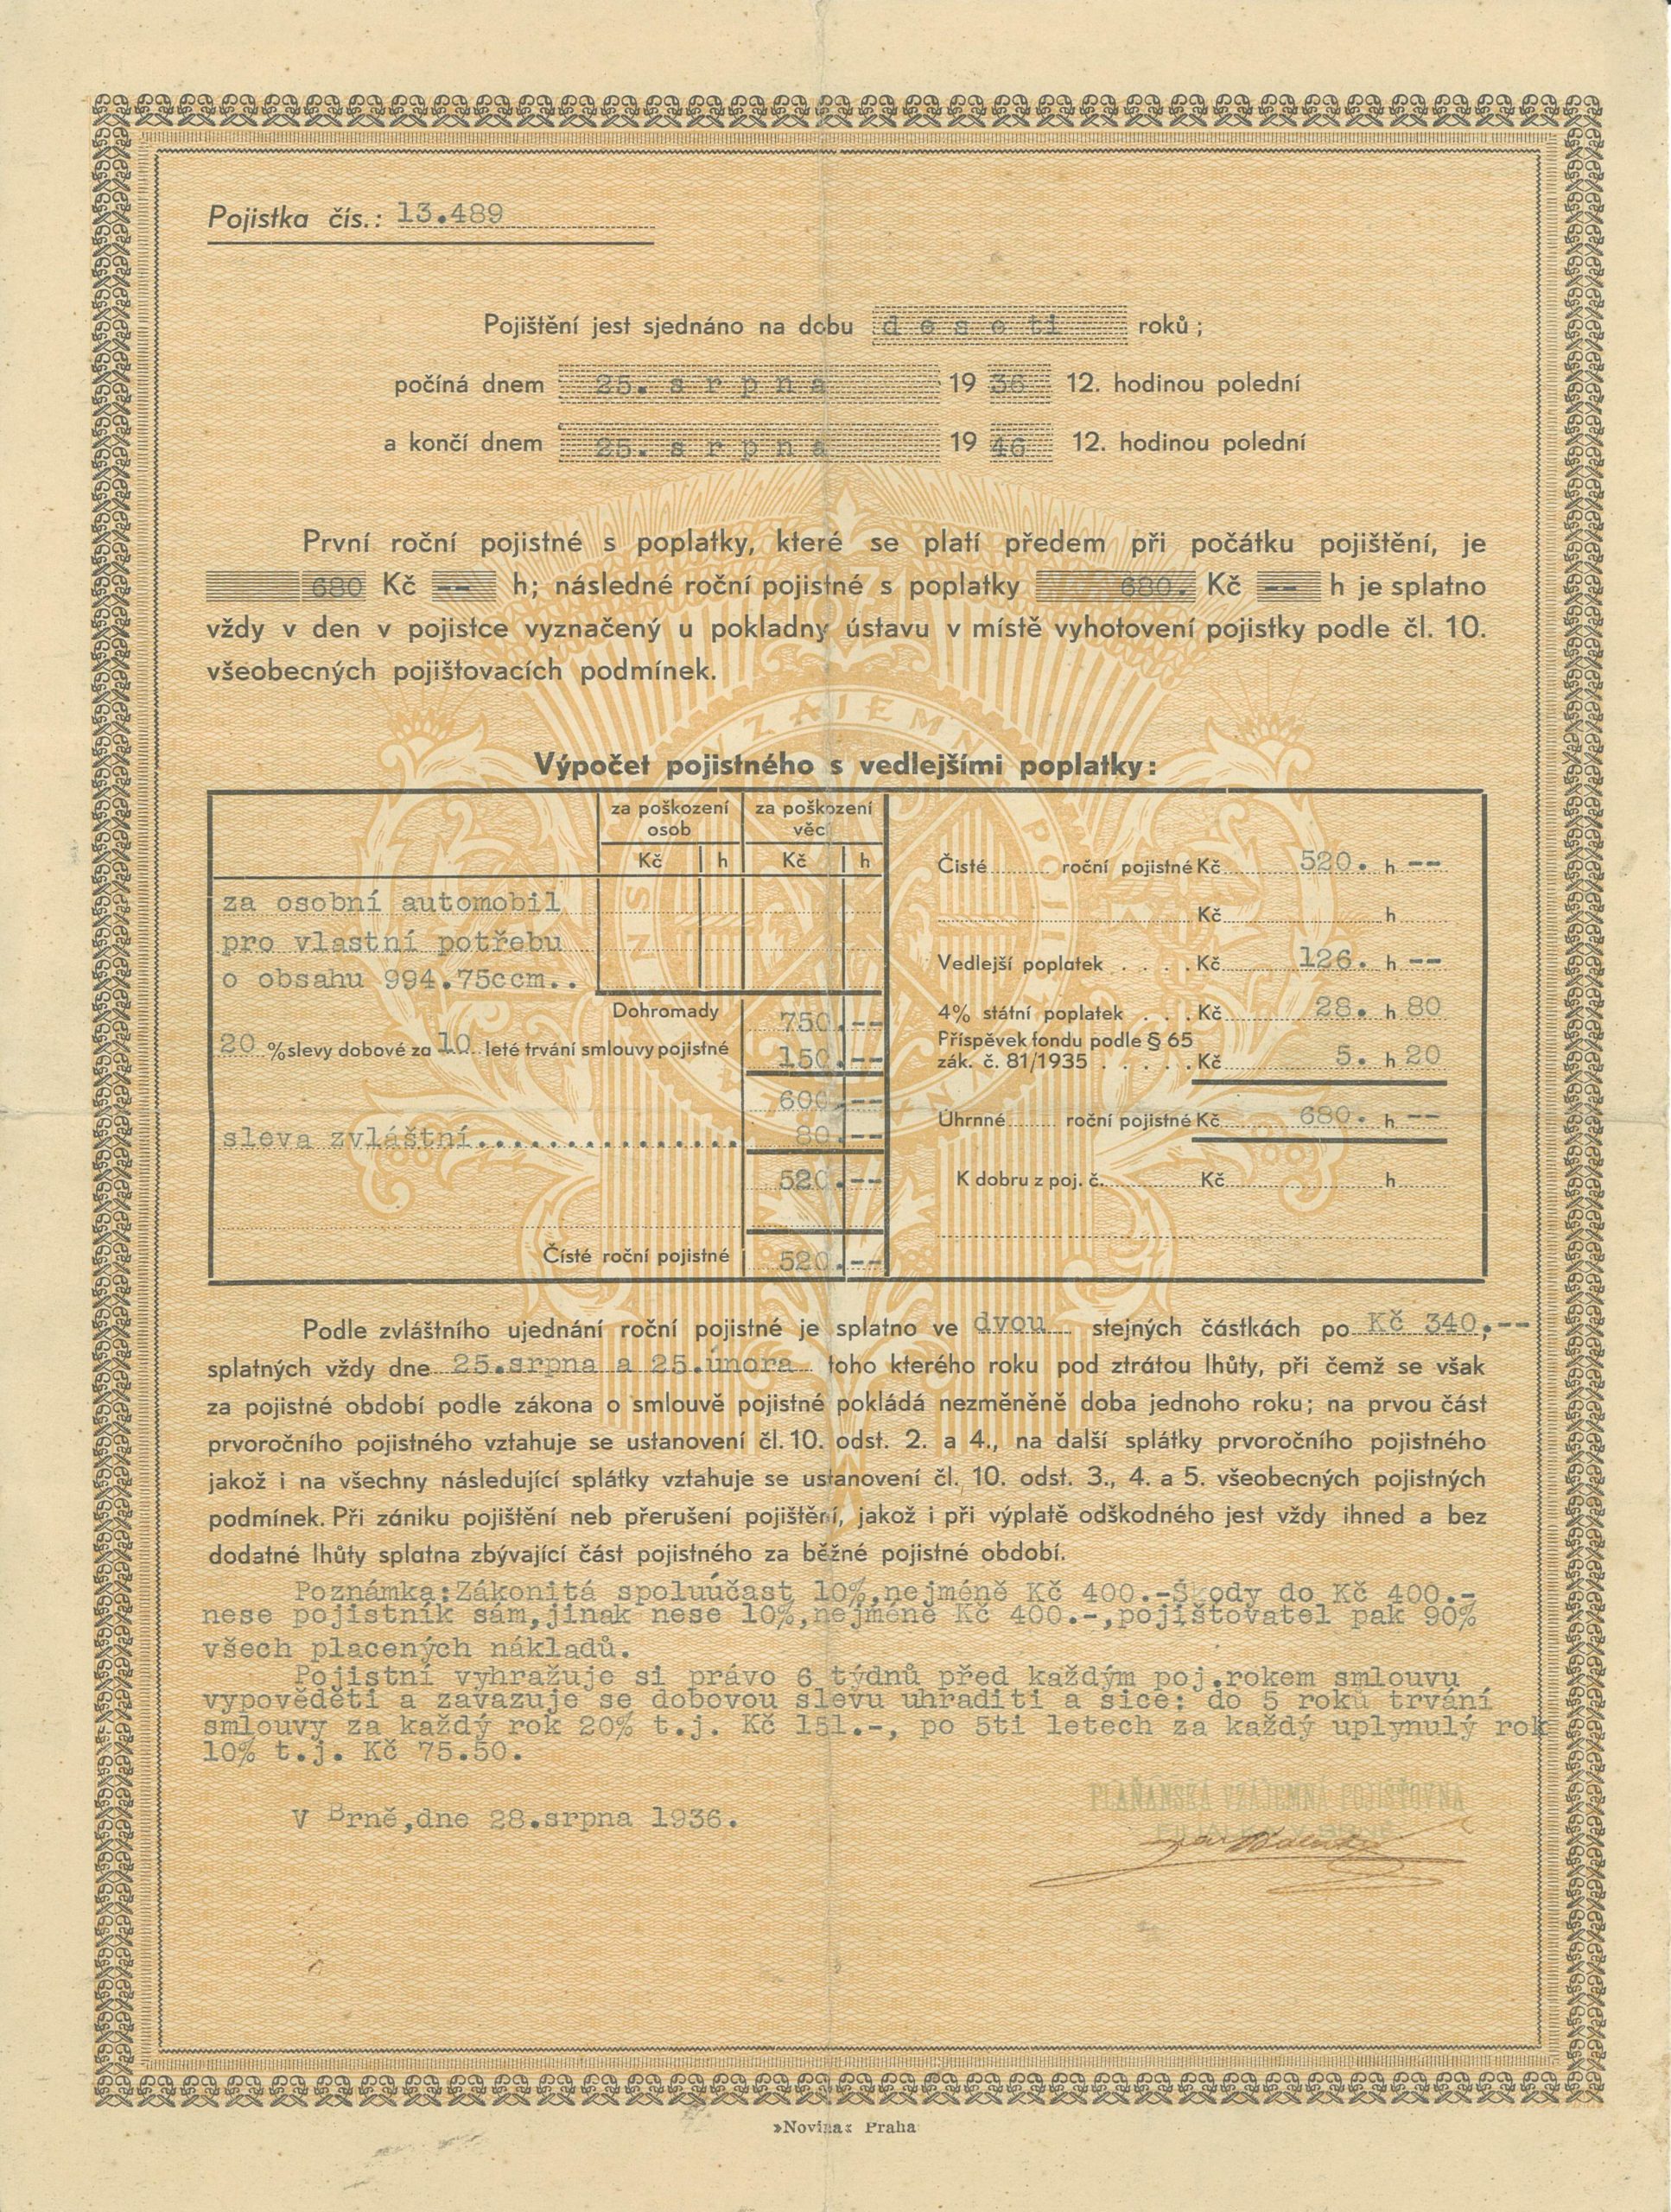 Pojistka čís.: 13.489
Pojištění jest sjednáno na dobu d e s e t i roků;
počíná dnem 25. s r p n a 19 36 12. hodinou polední
a končí dnem 25. s r p n a 19 46 12. hodinou polední
První roční pojistné s poplatky, které se platí předem při počátku pojištění, je
680 Kč -- h; následné roční pojistné s poplatky 680. Kč -- h je splatno
vždy v den v pojistce vyznačený u pokladny ústavu v místě vyhotovení pojistky podle čl. 10.
všeobecných pojišťovacích podmínek.
Výpočet pojistného s vedlejšími poplatky:
za poškození osob
za poškození věcí
Kč h Kč h
za osobní automobil
pro vlastní potřebu
o obsahu 994.75ccm..
Dohromady 750.--
20 % slevy dobové za 10 leté trvání smlouvy pojistné 150.--
600.--
sleva zvláštní................. 80.--
520.--
Čisté roční pojistné 520.--
Čisté roční pojistné Kč 520. h --
Kč h
Vedlejší poplatek . . . . Kč 126. h --
4% státní poplatek . . . Kč 28. h 80
Příspěvek fondu podle § 65
zák. č. 81/1935 . . . . . Kč 5. h 20
Úhrnné roční pojistné Kč 680. h --
K dobru z poj. č. Kč h
Podle zvláštního ujednání roční pojistné je splatno ve dvou stejných částkách po Kč 340,--
splatných vždy dne 25.srpna a 25.února toho kterého roku pod ztrátou lhůty, při čemž se však
za pojistné období podle zákona o smlouvě pojistné pokládá nezměněně doba jednoho roku; na prvou část
prvoročního pojistného vztahuje se ustanovení čl. 10. odst. 2. a 4., na další splátky prvoročního pojistného
jakož i na všechny následující splátky vztahuje se ustanovení čl. 10. odst. 3., 4. a 5. všeobecných pojistných
podmínek. Při zániku pojištění neb přerušení pojištění, jakož i při výplatě odškodného jest vždy ihned a bez
dodatné lhůty splatna zbývající část pojistného za běžné pojistné období.
Poznámka:Zákonitá spoluúčast 10%,nejméně Kč 400.-Škody do Kč 400.-
nese pojistník sám,jinak nese 10%,nejméně Kč 400.-,pojišťovatel pak 90%
všech placených nákladů.
Pojistní vyhražuje si právo 6 týdnů před každým poj.rokem smlouvu
vypověděti a zavazuje se dobovou slevu uhraditi a sice: do 5 roků trvání
smlouvy za každý rok 20% t.j. Kč 151.-, po 5ti letech za každý uplynulý rok
10% t.j. Kč 75.50.
V Brně,dne 28.srpna 1936.
PLAŇANSKÁ VZÁJEMNÁ POJIŠŤOVNA
»Novina« Praha